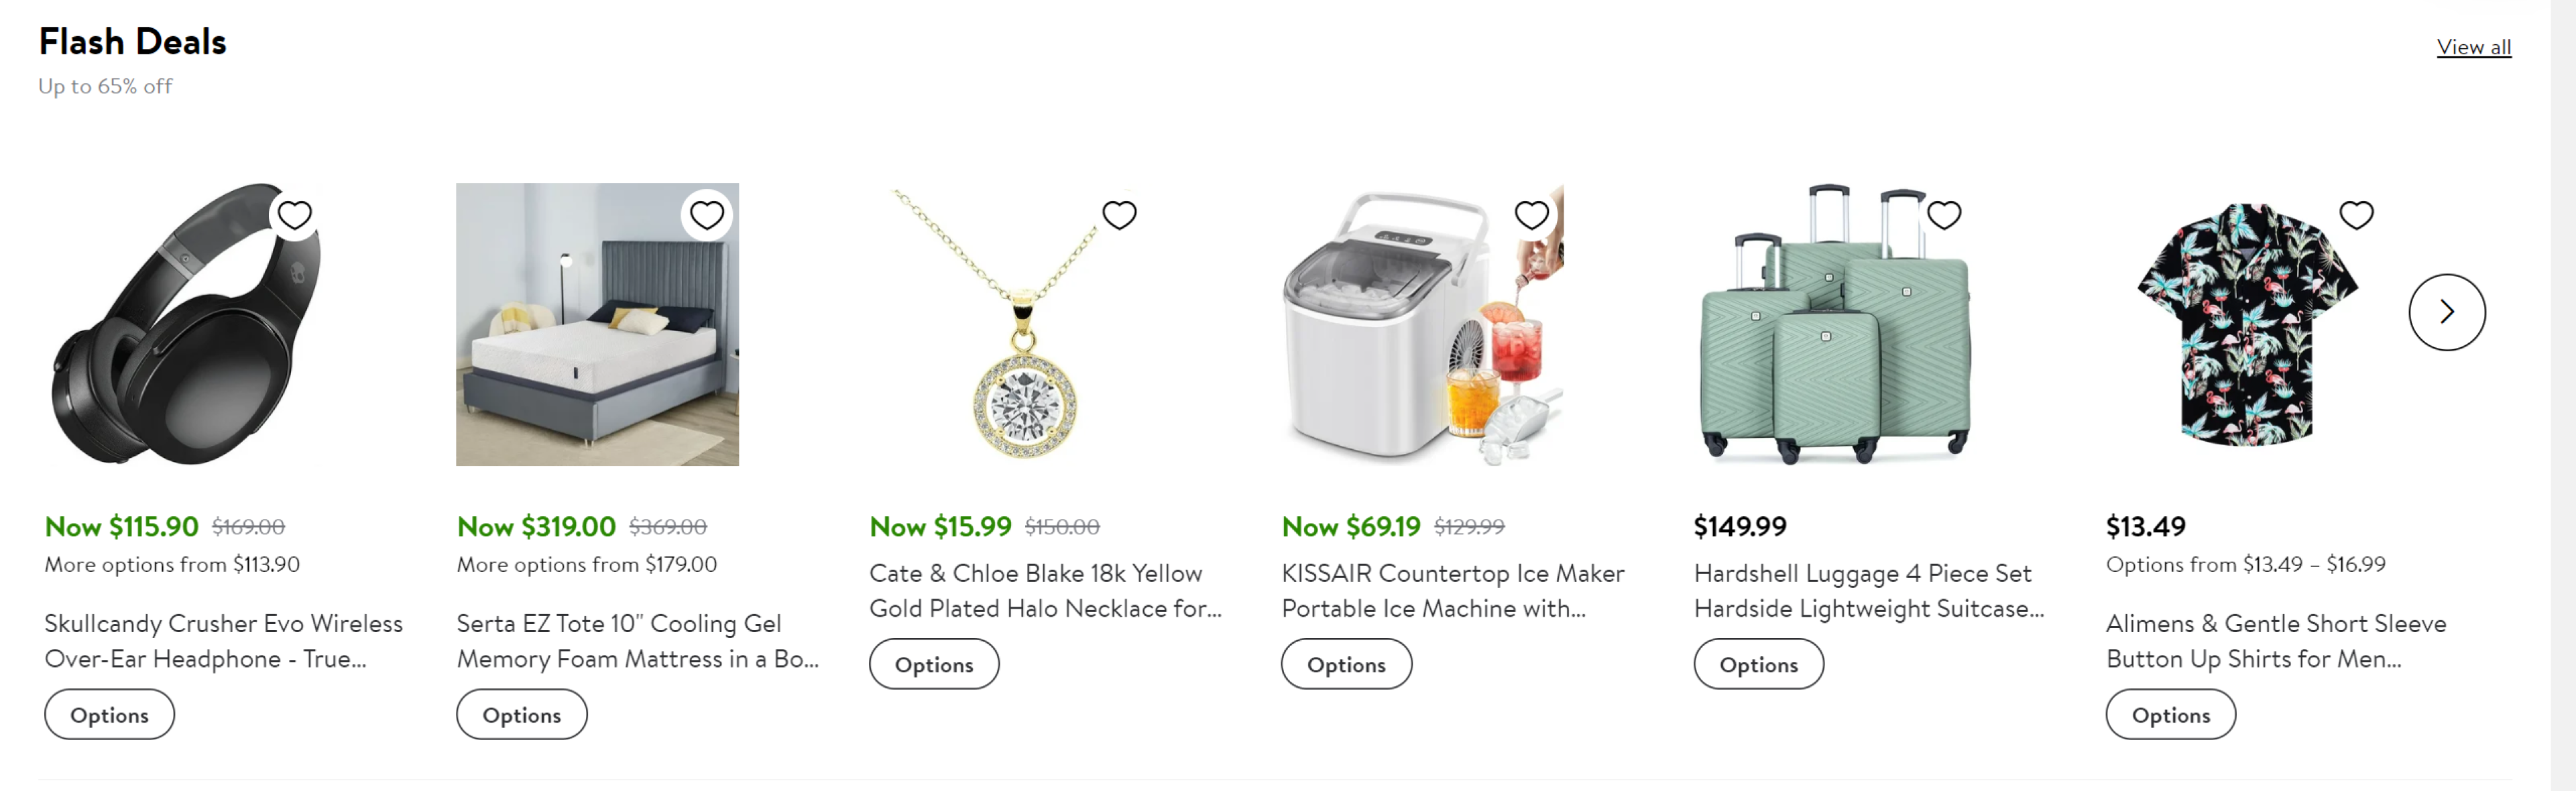 Flash Deals
View all
Up to 65% off
Now $115.90 $169.00
More options from $113.90
Skullcandy Crusher Evo Wireless
Over-Ear Headphone - True...
Options
Now $319.00 $369.00
More options from $179.00
Serta EZ Tote 10" Cooling Gel
Memory Foam Mattress in a Bo...
Options
Now $15.99 $150.00
Cate & Chloe Blake 18k Yellow
Gold Plated Halo Necklace for...
Options
Now $69.19 $129.99
KISSAIR Countertop Ice Maker
Portable Ice Machine with...
Options
$149.99
Hardshell Luggage 4 Piece Set
Hardside Lightweight Suitcase...
Options
$13.49
Options from $13.49 – $16.99
Alimens & Gentle Short Sleeve
Button Up Shirts for Men...
Options